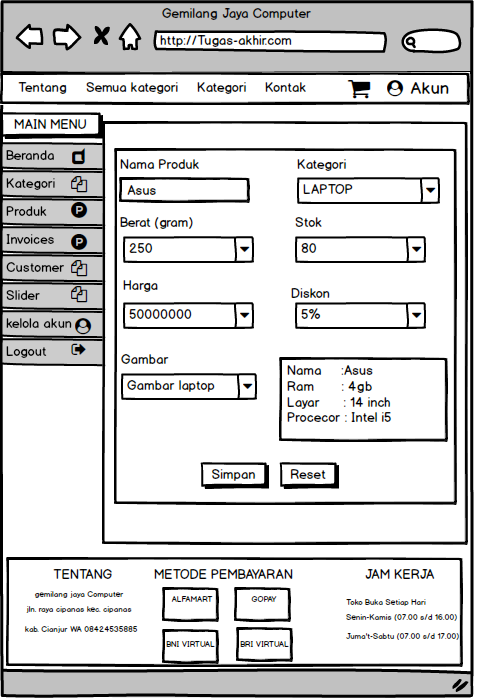 Gemilang Jaya Computer
http://Tugas-akhir.com
Tentang Semua kategori Kategori Kontak Akun
MAIN MENU
Beranda
Kategori
Produk P
Invoices P
Customer
Slider
kelola akun
Logout
Nama Produk Kategori
Asus LAPTOP
Berat (gram) Stok
250 80
Harga Diskon
50000000 5%
Gambar
Gambar laptop
Nama :Asus
Ram : 4gb
Layar : 14 inch
Procecor : Intel i5
Simpan Reset
TENTANG METODE PEMBAYARAN JAM KERJA
gemilang jaya Computer
jln. raya cipanas kec. cipanas
kab. Cianjur WA 08424535885
ALFAMART GOPAY
BNI VIRTUAL BRI VIRTUAL
Toko Buka Setiap Hari
Senin-Kamis (07.00 s/d 16.00)
Juma't-Sabtu (07.00 s/d 17.00)